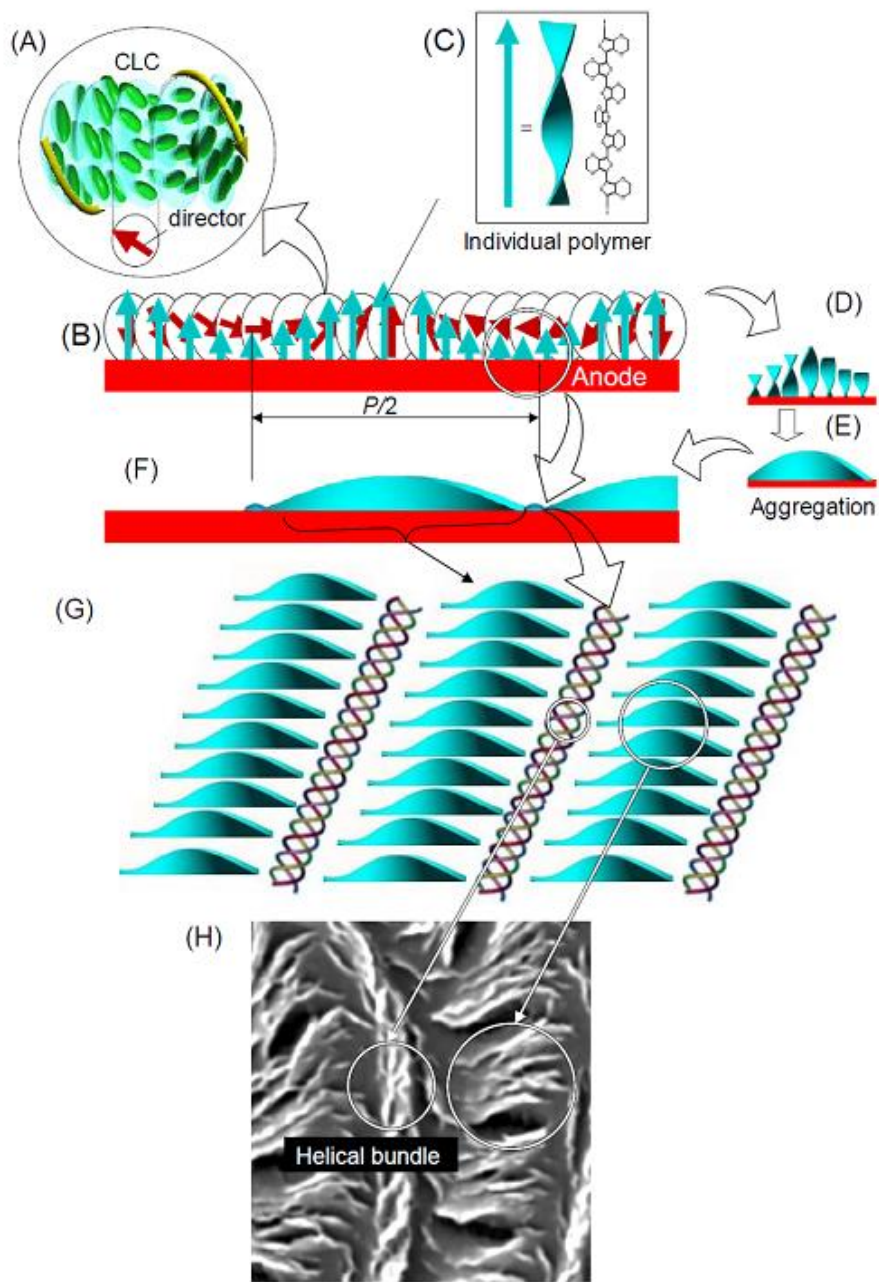 (A)
CLC
director
(C)
=
Individual polymer
(B)
Anode
P/2
(D)
(E)
Aggregation
(F)
(G)
(H)
Helical bundle